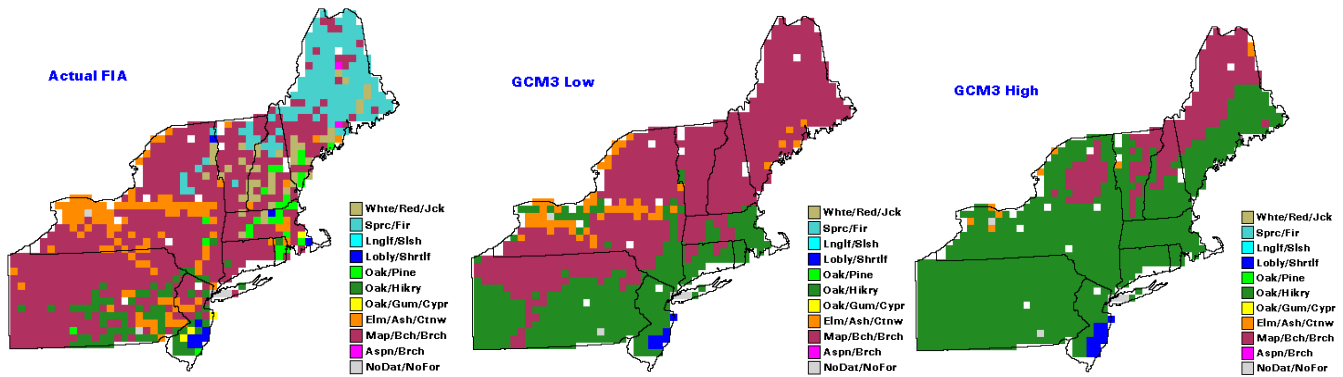 Actual FIA
Whte/Red/Jck
Sprc/Fir
Lnglf/Slsh
Lobly/Shrtlf
Oak/Pine
Oak/Hikry
Oak/Gum/Cypr
Elm/Ash/Ctnw
Map/Bch/Brch
Aspn/Brch
NoDat/NoFor
GCM3 Low
Whte/Red/Jck
Sprc/Fir
Lnglf/Slsh
Lobly/Shrtlf
Oak/Pine
Oak/Hikry
Oak/Gum/Cypr
Elm/Ash/Ctnw
Map/Bch/Brch
Aspn/Brch
NoDat/NoFor
GCM3 High
Whte/Red/Jck
Sprc/Fir
Lnglf/Slsh
Lobly/Shrtlf
Oak/Pine
Oak/Hikry
Oak/Gum/Cypr
Elm/Ash/Ctnw
Map/Bch/Brch
Aspn/Brch
NoDat/NoFor